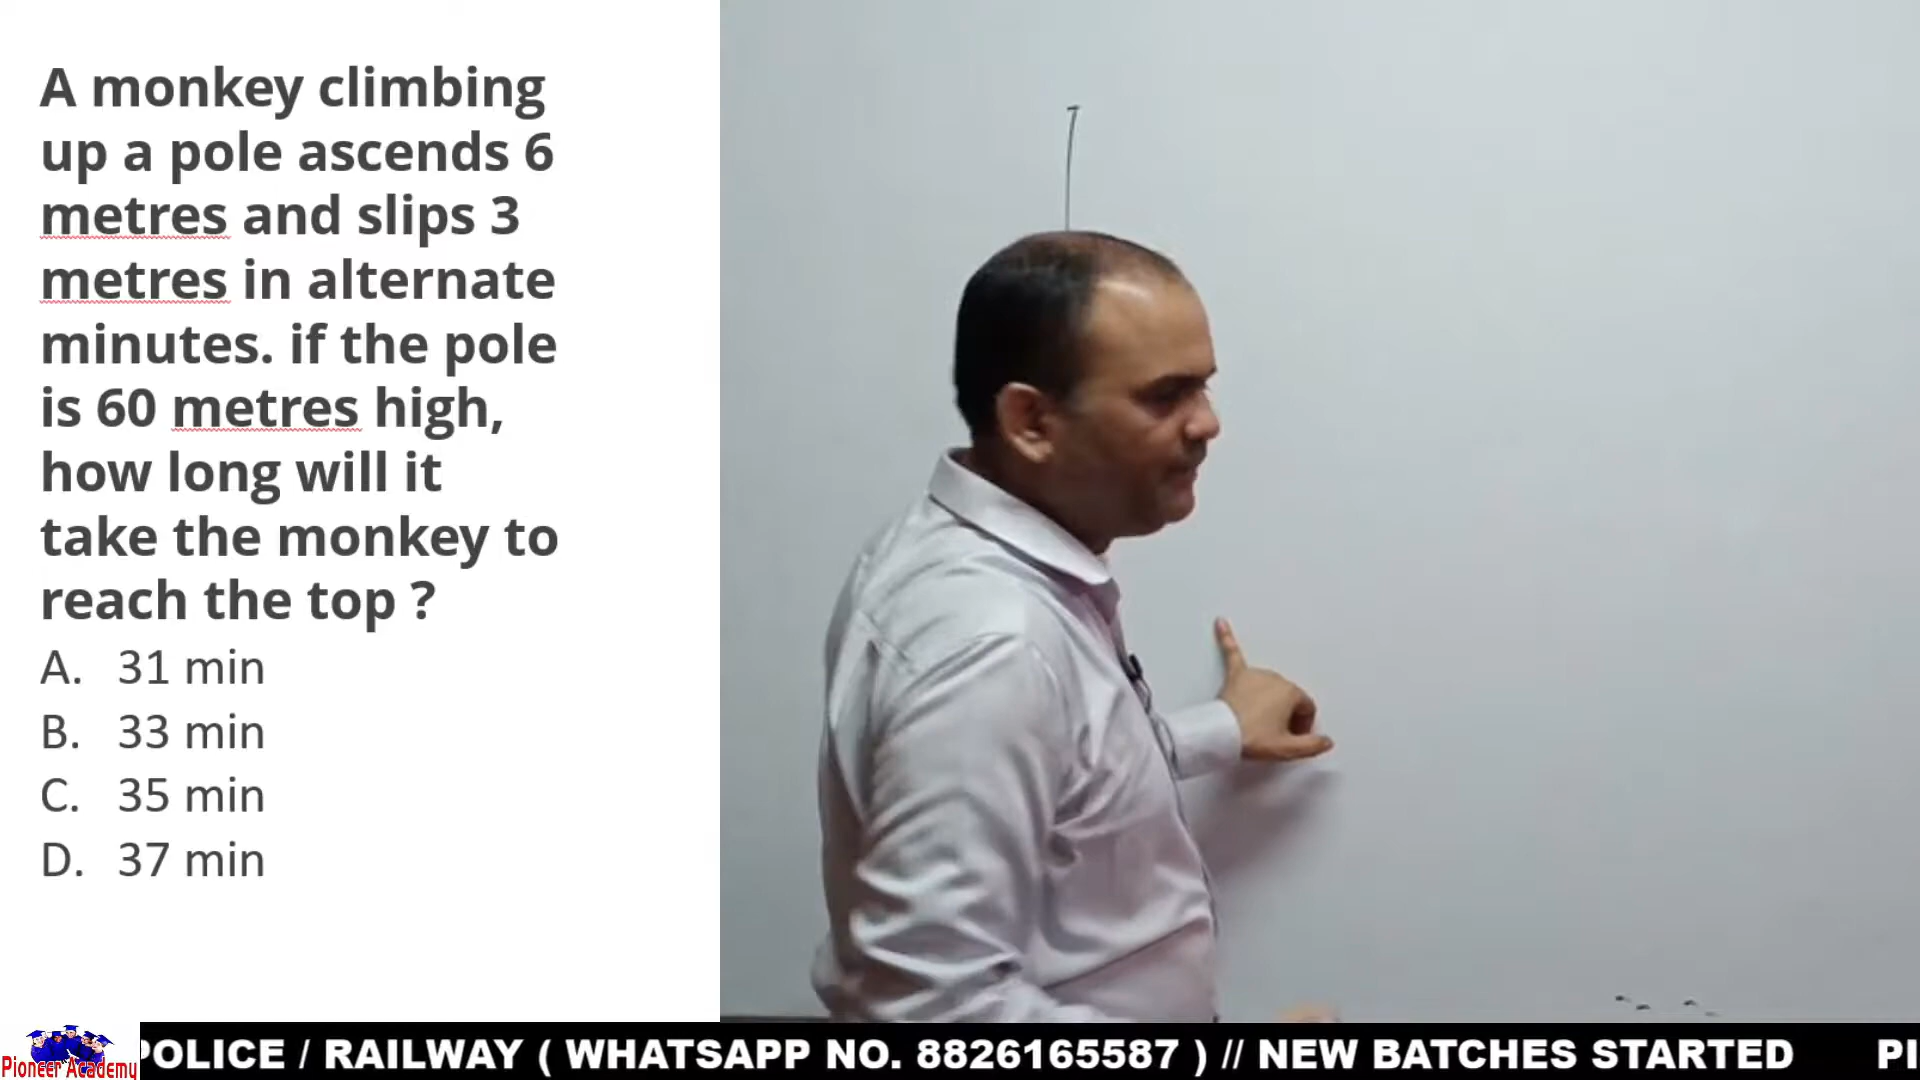 A monkey climbing
up a pole ascends 6
metres and slips 3
metres in alternate
minutes. if the pole
is 60 metres high,
how long will it
take the monkey to
reach the top ?
A. 31 min
B. 33 min
C. 35 min
D. 37 min
Pioneer Academy
POLICE / RAILWAY ( WHATSAPP NO. 8826165587 ) // NEW BATCHES STARTED PI